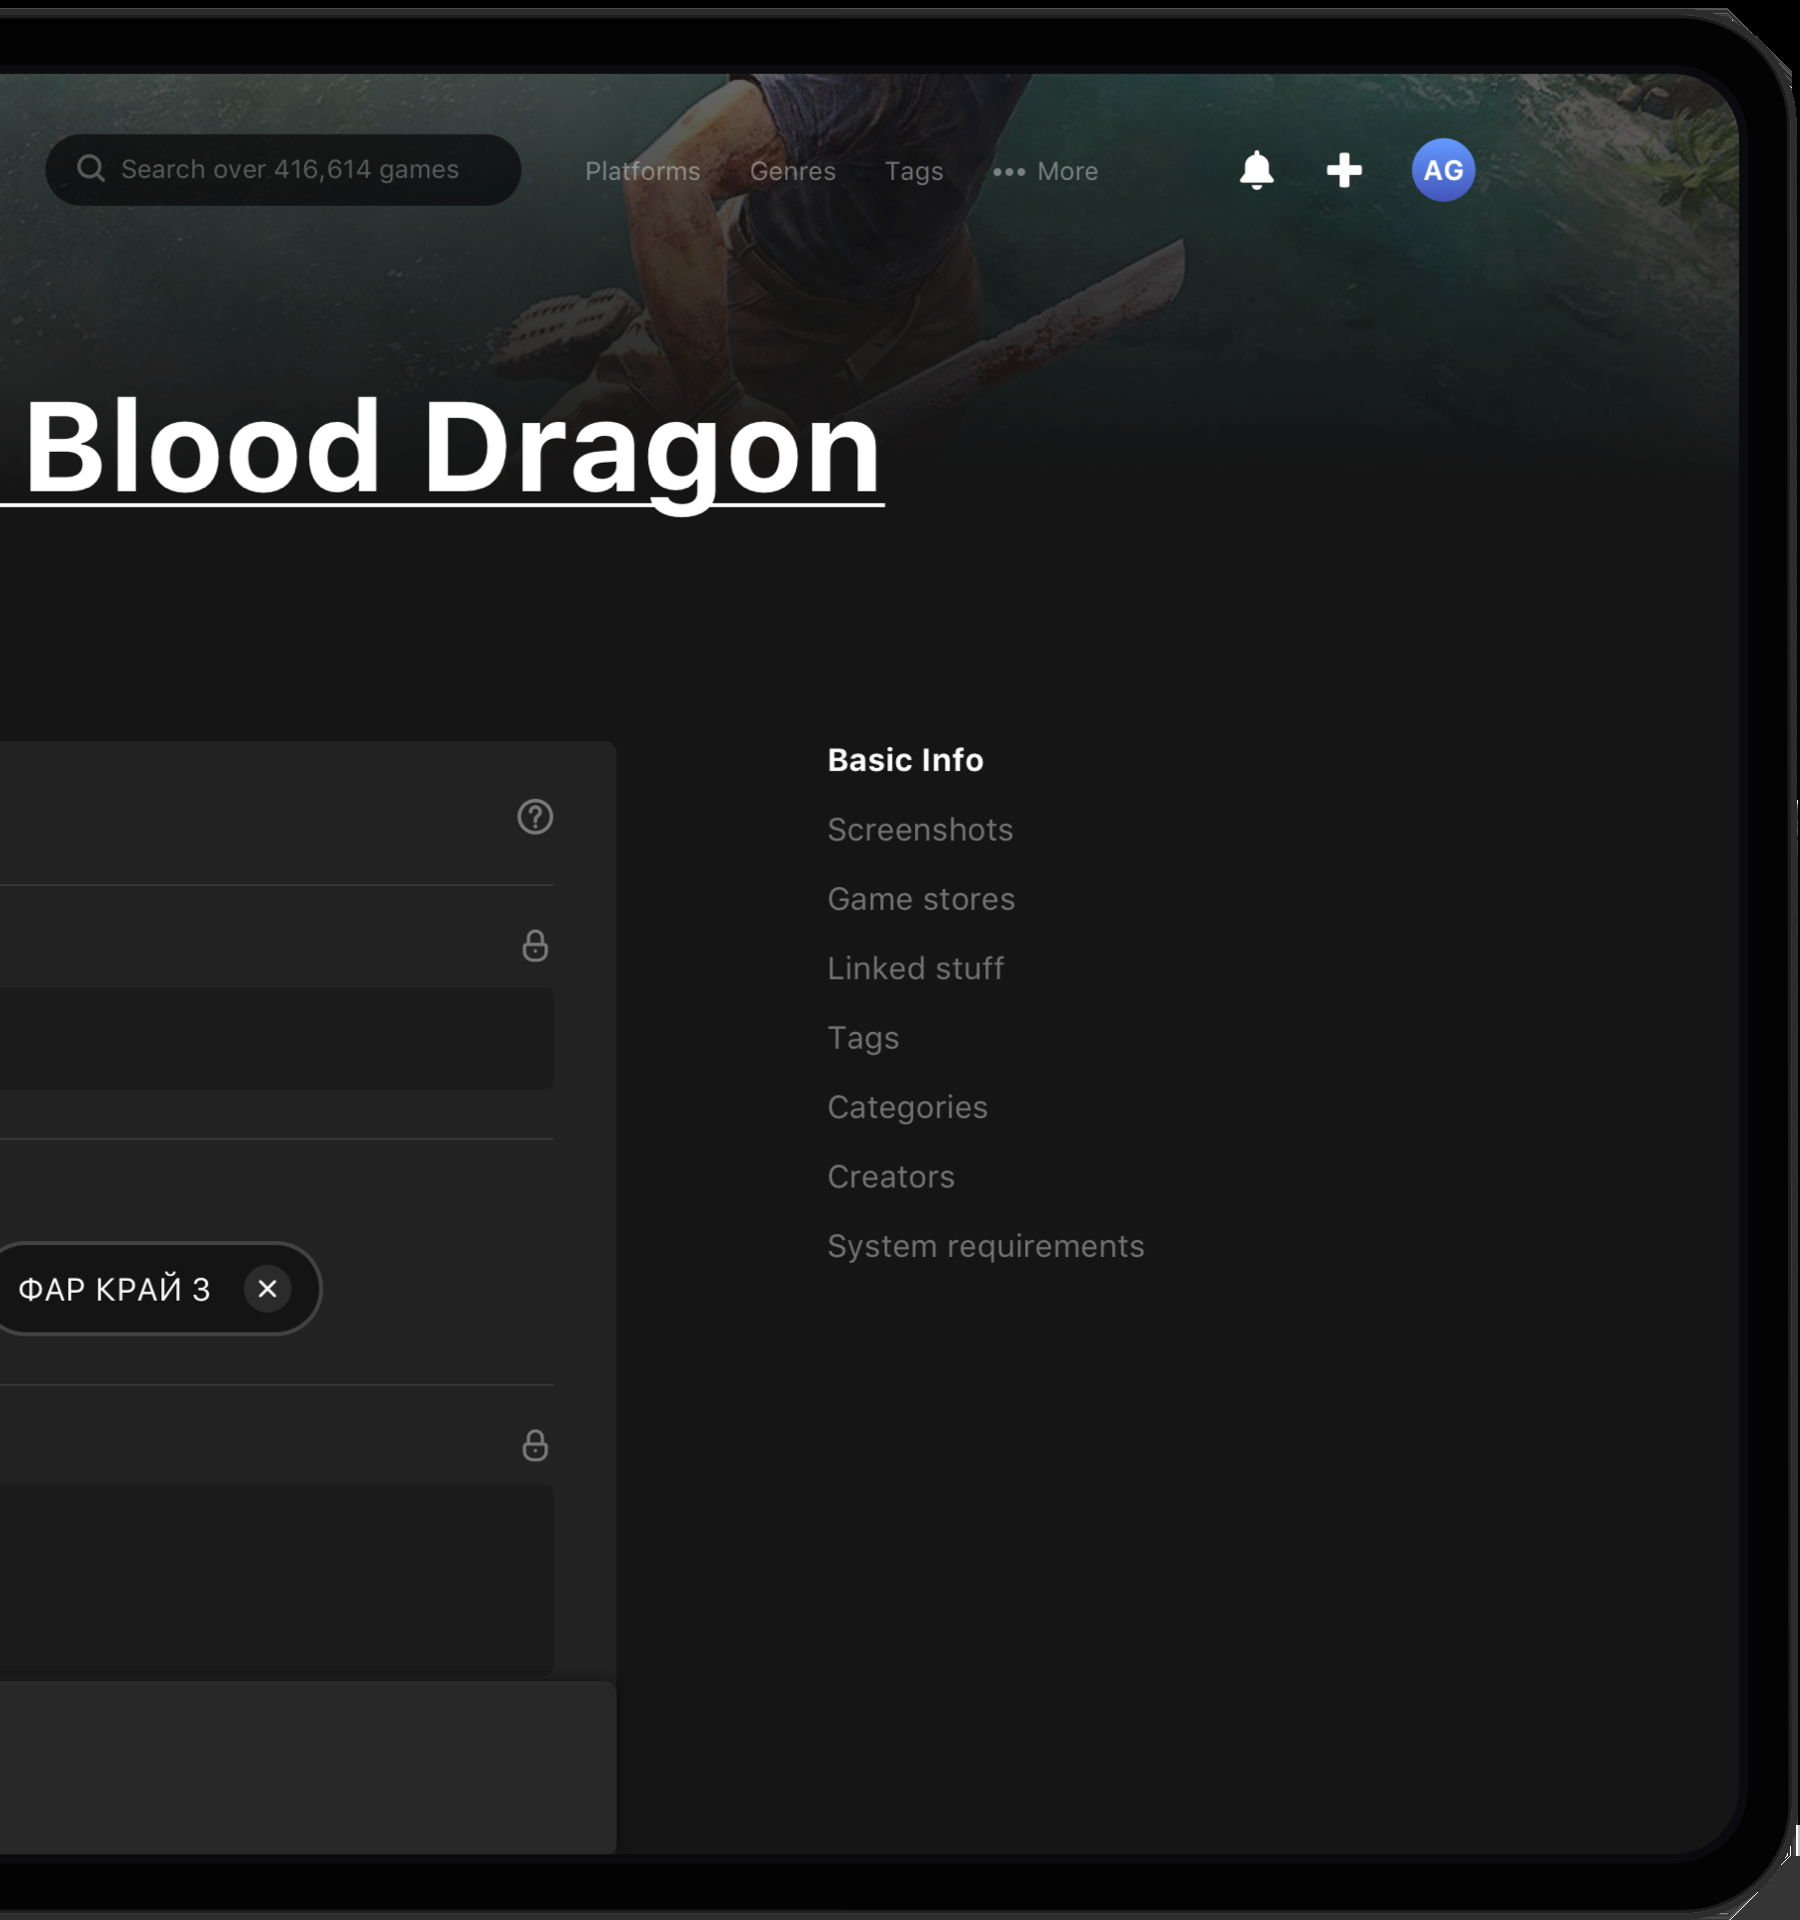 Search over 416,614 games
Platforms
Genres
Tags
More
AG
Blood Dragon
Basic Info
Screenshots
Game stores
Linked stuff
Tags
Categories
Creators
System requirements
ФАР КРАЙ 3